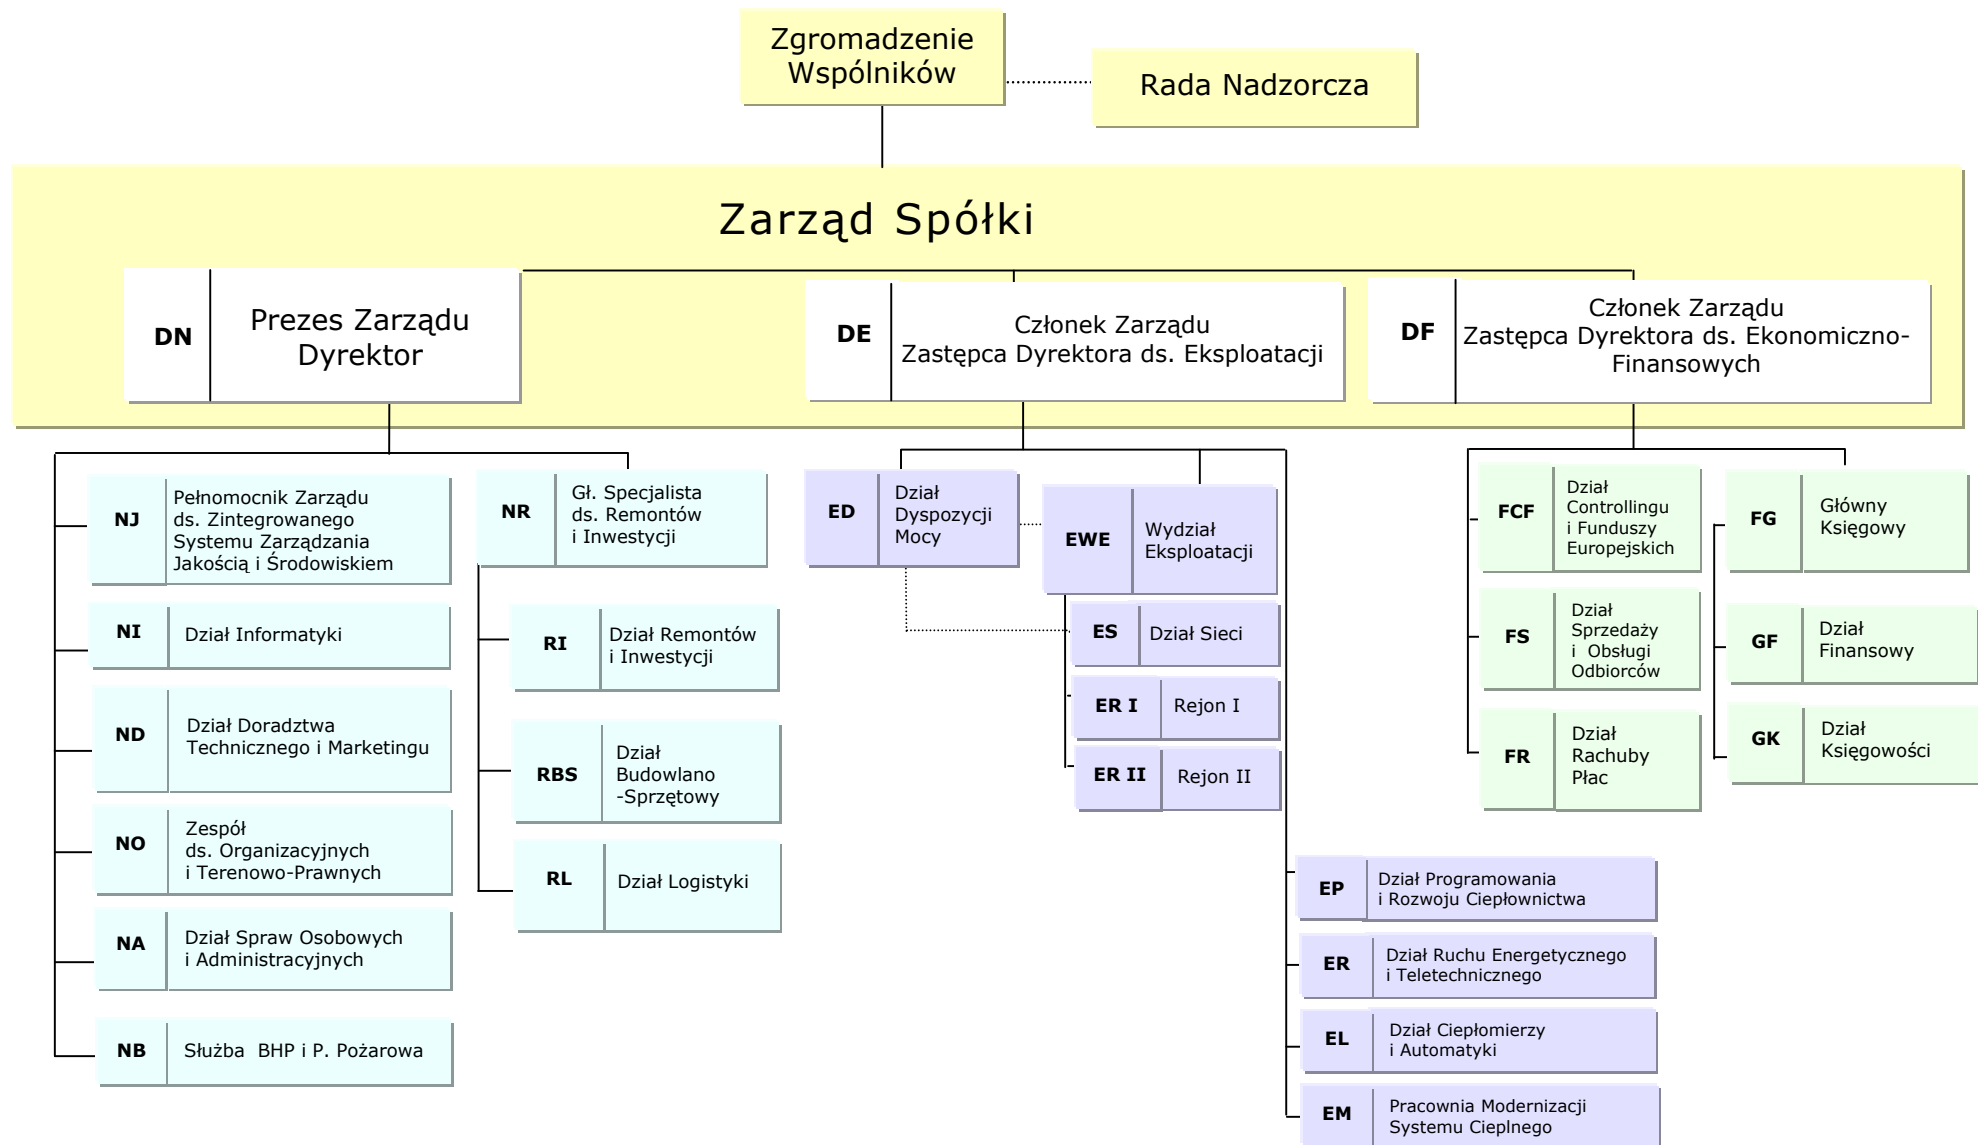 Zgromadzenie
Wspólników
Rada Nadzorcza
Zarząd Spółki
DN
Prezes Zarządu
Dyrektor
DE
Członek Zarządu
Zastępca Dyrektora ds. Eksploatacji
DF
Członek Zarządu
Zastępca Dyrektora ds. Ekonomiczno-
Finansowych
NJ
Pełnomocnik Zarządu
ds. Zintegrowanego
Systemu Zarządzania
Jakością i Środowiskiem
NI
Dział Informatyki
ND
Dział Doradztwa
Technicznego i Marketingu
NO
Zespół
ds. Organizacyjnych
i Terenowo-Prawnych
NA
Dział Spraw Osobowych
i Administracyjnych
NB
Służba BHP i P. Pożarowa
NR
Gł. Specjalista
ds. Remontów
i Inwestycji
RI
Dział Remontów
i Inwestycji
RBS
Dział
Budowlano
-Sprzętowy
RL
Dział Logistyki
ED
Dział
Dyspozycji
Mocy
EWE
Wydział
Eksploatacji
ES
Dział Sieci
ER I
Rejon I
ER II
Rejon II
EP
Dział Programowania
i Rozwoju Ciepłownictwa
ER
Dział Ruchu Energetycznego
i Teletechnicznego
EL
Dział Ciepłomierzy
i Automatyki
EM
Pracownia Modernizacji
Systemu Cieplnego
FCF
Dział
Controllingu
i Funduszy
Europejskich
FS
Dział
Sprzedaży
i Obsługi
Odbiorców
FR
Dział
Rachuby
Płac
FG
Główny
Księgowy
GF
Dział
Finansowy
GK
Dział
Księgowości